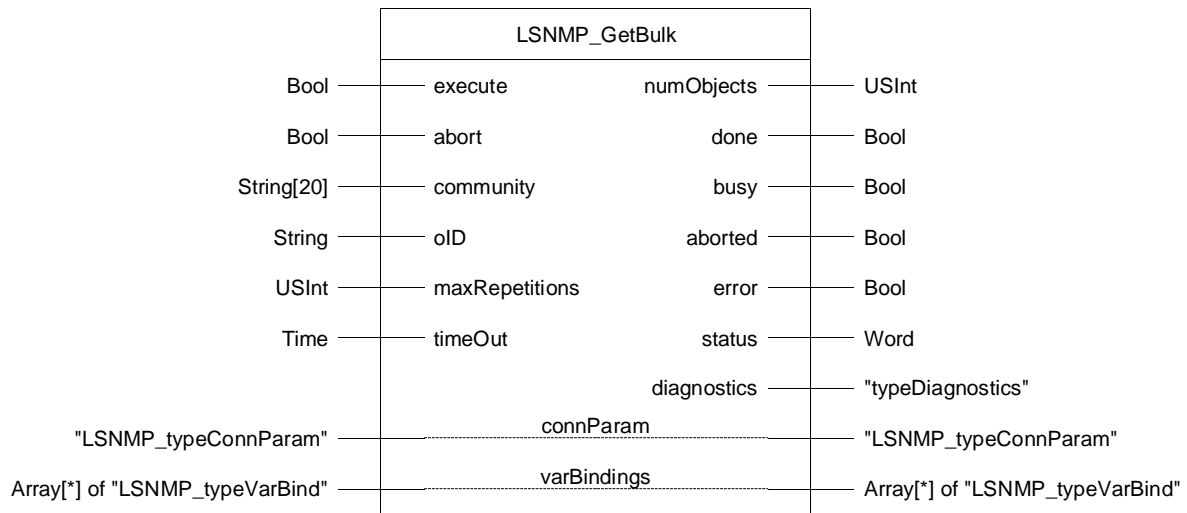 LSNMP_GetBulk
Bool execute numObjects USInt
Bool abort done Bool
String[20] community busy Bool
String oID aborted Bool
USInt maxRepetitions error Bool
Time timeOut status Word
diagnostics "typeDiagnostics"
"LSNMP_typeConnParam" connParam "LSNMP_typeConnParam"
Array[*] of "LSNMP_typeVarBind" varBindings Array[*] of "LSNMP_typeVarBind"